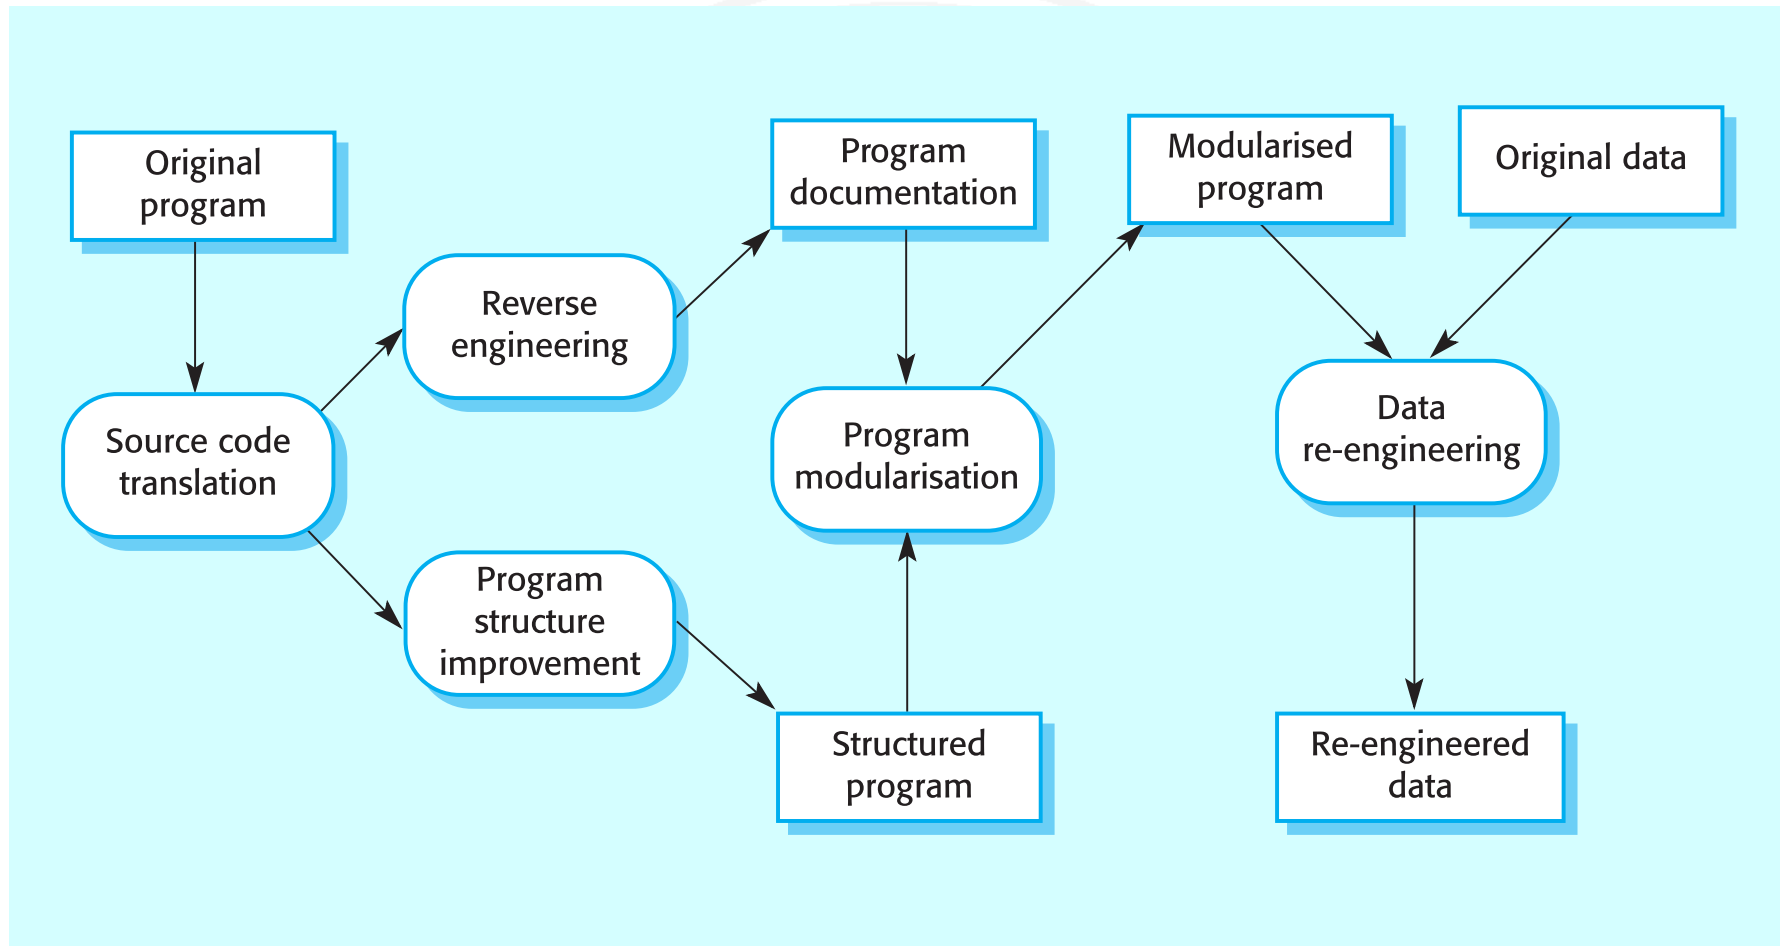 Original
program
Program
documentation
Modularised
program
Original data
Reverse
engineering
Source code
translation
Program
modularisation
Data
re-engineering
Program
structure
improvement
Structured
program
Re-engineered
data